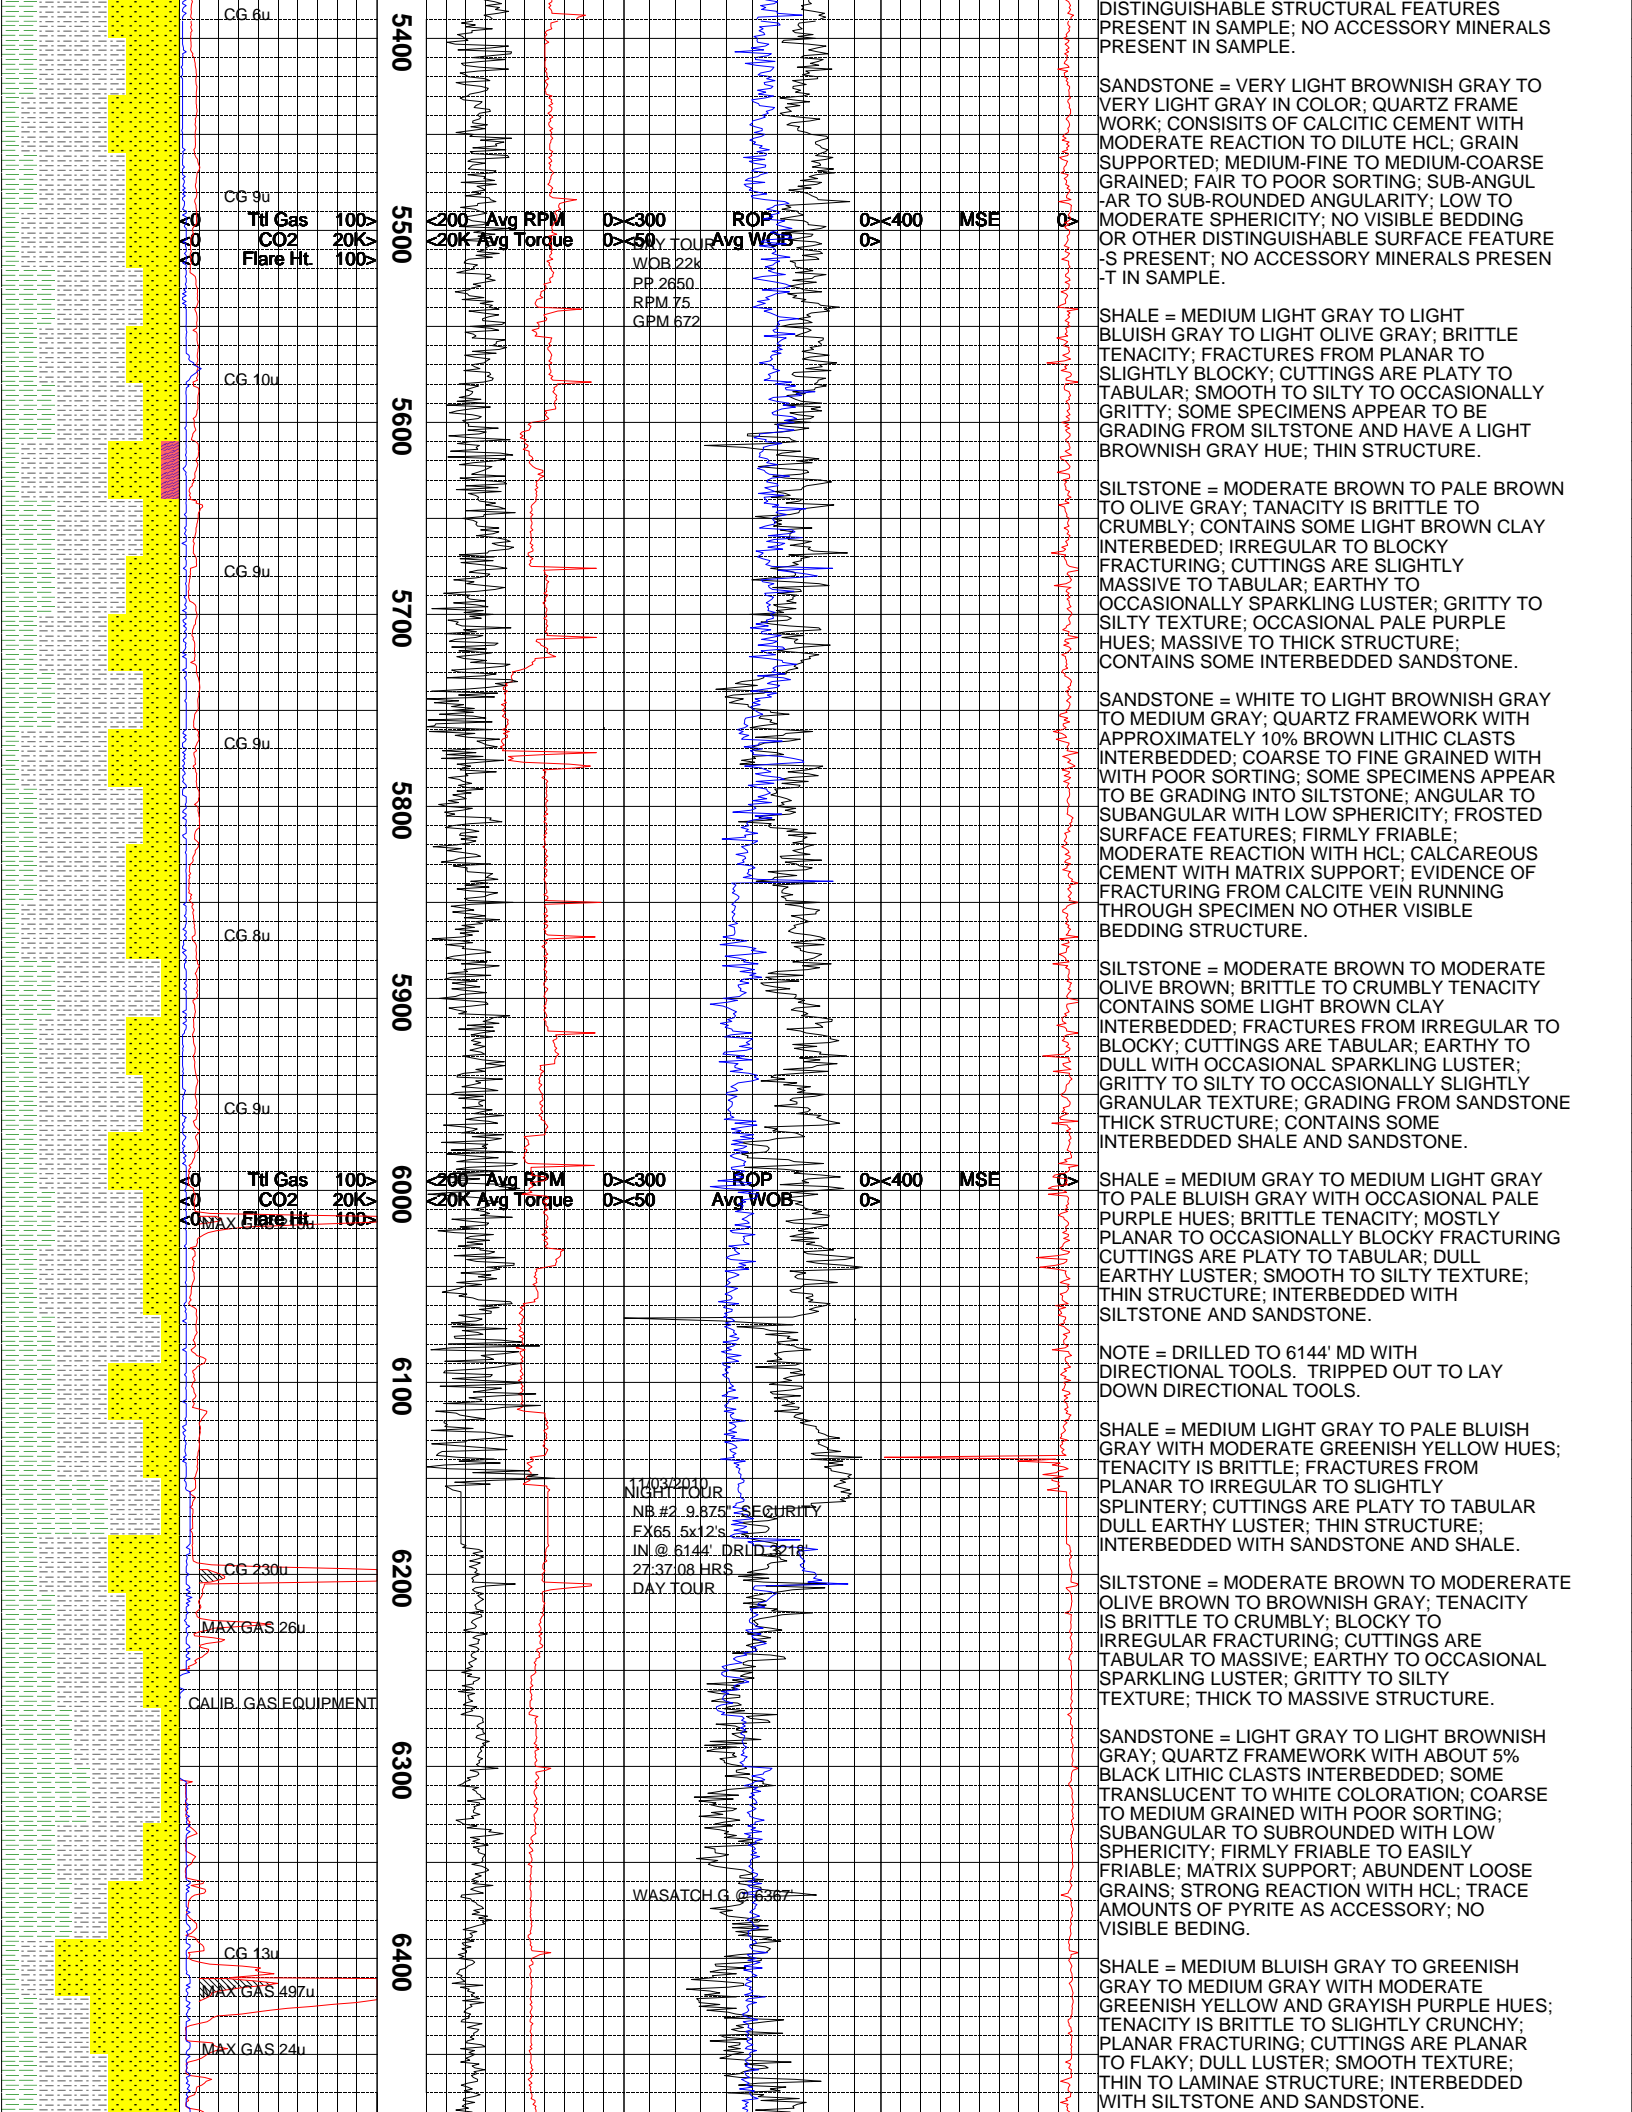 CG 6u
5400
CG 9u
<0 Ttl Gas 100>
<0 CO2 20K>
<0 Flare Ht. 100>
5500
<200 Avg RPM 0>
<20K Avg Torque 0>
<300 ROP 0>
<50 Avg WOB 0>
<400 MSE 0>
DAY TOUR
WOB 22k
PP 2650
RPM 75
GPM 672
CG 10u
5600
CG 9u
5700
CG 9u
5800
CG 8u
5900
CG 9u
<0 Ttl Gas 100>
<0 CO2 20K>
<0 Flare Ht. 100>
MAX GAS
6000
<200 Avg RPM 0>
<20K Avg Torque 0>
<300 ROP 0>
<50 Avg WOB 0>
<400 MSE 0>
6100
11/03/2010
NIGHT TOUR
NB #2 9.875" SECURITY
FX65 5x12's
IN @ 6144' DRLD 3218'
27:37:08 HRS
DAY TOUR
CG 230u
6200
MAX GAS 26u
CALIB. GAS EQUIPMENT
6300
WASATCH G @ 6367'
CG 13u
6400
MAX GAS 497u
MAX GAS 24u
DISTINGUISHABLE STRUCTURAL FEATURES
PRESENT IN SAMPLE; NO ACCESSORY MINERALS
PRESENT IN SAMPLE.
SANDSTONE = VERY LIGHT BROWNISH GRAY TO
VERY LIGHT GRAY IN COLOR; QUARTZ FRAME
WORK; CONSISITS OF CALCITIC CEMENT WITH
MODERATE REACTION TO DILUTE HCL; GRAIN
SUPPORTED; MEDIUM-FINE TO MEDIUM-COARSE
GRAINED; FAIR TO POOR SORTING; SUB-ANGUL
-AR TO SUB-ROUNDED ANGULARITY; LOW TO
MODERATE SPHERICITY; NO VISIBLE BEDDING
OR OTHER DISTINGUISHABLE SURFACE FEATURE
-S PRESENT; NO ACCESSORY MINERALS PRESEN
-T IN SAMPLE.
SHALE = MEDIUM LIGHT GRAY TO LIGHT
BLUISH GRAY TO LIGHT OLIVE GRAY; BRITTLE
TENACITY; FRACTURES FROM PLANAR TO
SLIGHTLY BLOCKY; CUTTINGS ARE PLATY TO
TABULAR; SMOOTH TO SILTY TO OCCASIONALLY
GRITTY; SOME SPECIMENS APPEAR TO BE
GRADING FROM SILTSTONE AND HAVE A LIGHT
BROWNISH GRAY HUE; THIN STRUCTURE.
SILTSTONE = MODERATE BROWN TO PALE BROWN
TO OLIVE GRAY; TANACITY IS BRITTLE TO
CRUMBLY; CONTAINS SOME LIGHT BROWN CLAY
INTERBEDED; IRREGULAR TO BLOCKY
FRACTURING; CUTTINGS ARE SLIGHTLY
MASSIVE TO TABULAR; EARTHY TO
OCCASIONALLY SPARKLING LUSTER; GRITTY TO
SILTY TEXTURE; OCCASIONAL PALE PURPLE
HUES; MASSIVE TO THICK STRUCTURE;
CONTAINS SOME INTERBEDDED SANDSTONE.
SANDSTONE = WHITE TO LIGHT BROWNISH GRAY
TO MEDIUM GRAY; QUARTZ FRAMEWORK WITH
APPROXIMATELY 10% BROWN LITHIC CLASTS
INTERBEDDED; COARSE TO FINE GRAINED WITH
WITH POOR SORTING; SOME SPECIMENS APPEAR
TO BE GRADING INTO SILTSTONE; ANGULAR TO
SUBANGULAR WITH LOW SPHERICITY; FROSTED
SURFACE FEATURES; FIRMLY FRIABLE;
MODERATE REACTION WITH HCL; CALCAREOUS
CEMENT WITH MATRIX SUPPORT; EVIDENCE OF
FRACTURING FROM CALCITE VEIN RUNNING
THROUGH SPECIMEN NO OTHER VISIBLE
BEDDING STRUCTURE.
SILTSTONE = MODERATE BROWN TO MODERATE
OLIVE BROWN; BRITTLE TO CRUMBLY TENACITY
CONTAINS SOME LIGHT BROWN CLAY
INTERBEDDED; FRACTURES FROM IRREGULAR TO
BLOCKY; CUTTINGS ARE TABULAR; EARTHY TO
DULL WITH OCCASIONAL SPARKLING LUSTER;
GRITTY TO SILTY TO OCCASIONALLY SLIGHTLY
GRANULAR TEXTURE; GRADING FROM SANDSTONE
THICK STRUCTURE; CONTAINS SOME
INTERBEDDED SHALE AND SANDSTONE.
SHALE = MEDIUM GRAY TO MEDIUM LIGHT GRAY
TO PALE BLUISH GRAY WITH OCCASIONAL PALE
PURPLE HUES; BRITTLE TENACITY; MOSTLY
PLANAR TO OCCASIONALLY BLOCKY FRACTURING
CUTTINGS ARE PLATY TO TABULAR; DULL
EARTHY LUSTER; SMOOTH TO SILTY TEXTURE;
THIN STRUCTURE; INTERBEDDED WITH
SILTSTONE AND SANDSTONE.
NOTE = DRILLED TO 6144' MD WITH
DIRECTIONAL TOOLS. TRIPPED OUT TO LAY
DOWN DIRECTIONAL TOOLS.
SHALE = MEDIUM LIGHT GRAY TO PALE BLUISH
GRAY WITH MODERATE GREENISH YELLOW HUES;
TENACITY IS BRITTLE; FRACTURES FROM
PLANAR TO IRREGULAR TO SLIGHTLY
SPLINTERY; CUTTINGS ARE PLATY TO TABULAR
DULL EARTHY LUSTER; THIN STRUCTURE;
INTERBEDDED WITH SANDSTONE AND SHALE.
SILTSTONE = MODERATE BROWN TO MODERERATE
OLIVE BROWN TO BROWNISH GRAY; TENACITY
IS BRITTLE TO CRUMBLY; BLOCKY TO
IRREGULAR FRACTURING; CUTTINGS ARE
TABULAR TO MASSIVE; EARTHY TO OCCASIONAL
SPARKLING LUSTER; GRITTY TO SILTY
TEXTURE; THICK TO MASSIVE STRUCTURE.
SANDSTONE = LIGHT GRAY TO LIGHT BROWNISH
GRAY; QUARTZ FRAMEWORK WITH ABOUT 5%
BLACK LITHIC CLASTS INTERBEDDED; SOME
TRANSLUCENT TO WHITE COLORATION; COARSE
TO MEDIUM GRAINED WITH POOR SORTING;
SUBANGULAR TO SUBROUNDED WITH LOW
SPHERICITY; FIRMLY FRIABLE TO EASILY
FRIABLE; MATRIX SUPPORT; ABUNDENT LOOSE
GRAINS; STRONG REACTION WITH HCL; TRACE
AMOUNTS OF PYRITE AS ACCESSORY; NO
VISIBLE BEDING.
SHALE = MEDIUM BLUISH GRAY TO GREENISH
GRAY TO MEDIUM GRAY WITH MODERATE
GREENISH YELLOW AND GRAYISH PURPLE HUES;
TENACITY IS BRITTLE TO SLIGHTLY CRUNCHY;
PLANAR FRACTURING; CUTTINGS ARE PLANAR
TO FLAKY; DULL LUSTER; SMOOTH TEXTURE;
THIN TO LAMINAE STRUCTURE; INTERBEDDED
WITH SILTSTONE AND SANDSTONE.